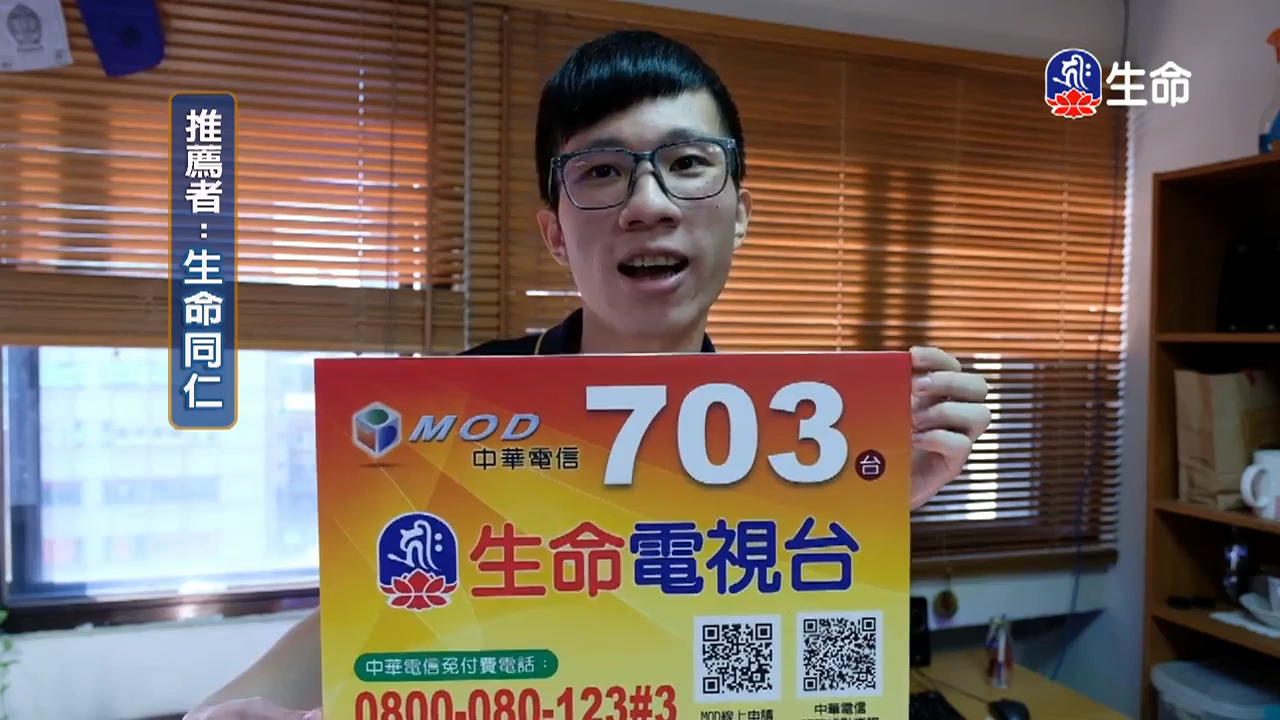 生命
推薦者：生命同仁
MOD
中華電信
703
台
生命電視台
中華電信免付費電話：
0800-080-123#3
MOD線上申請
中華電信